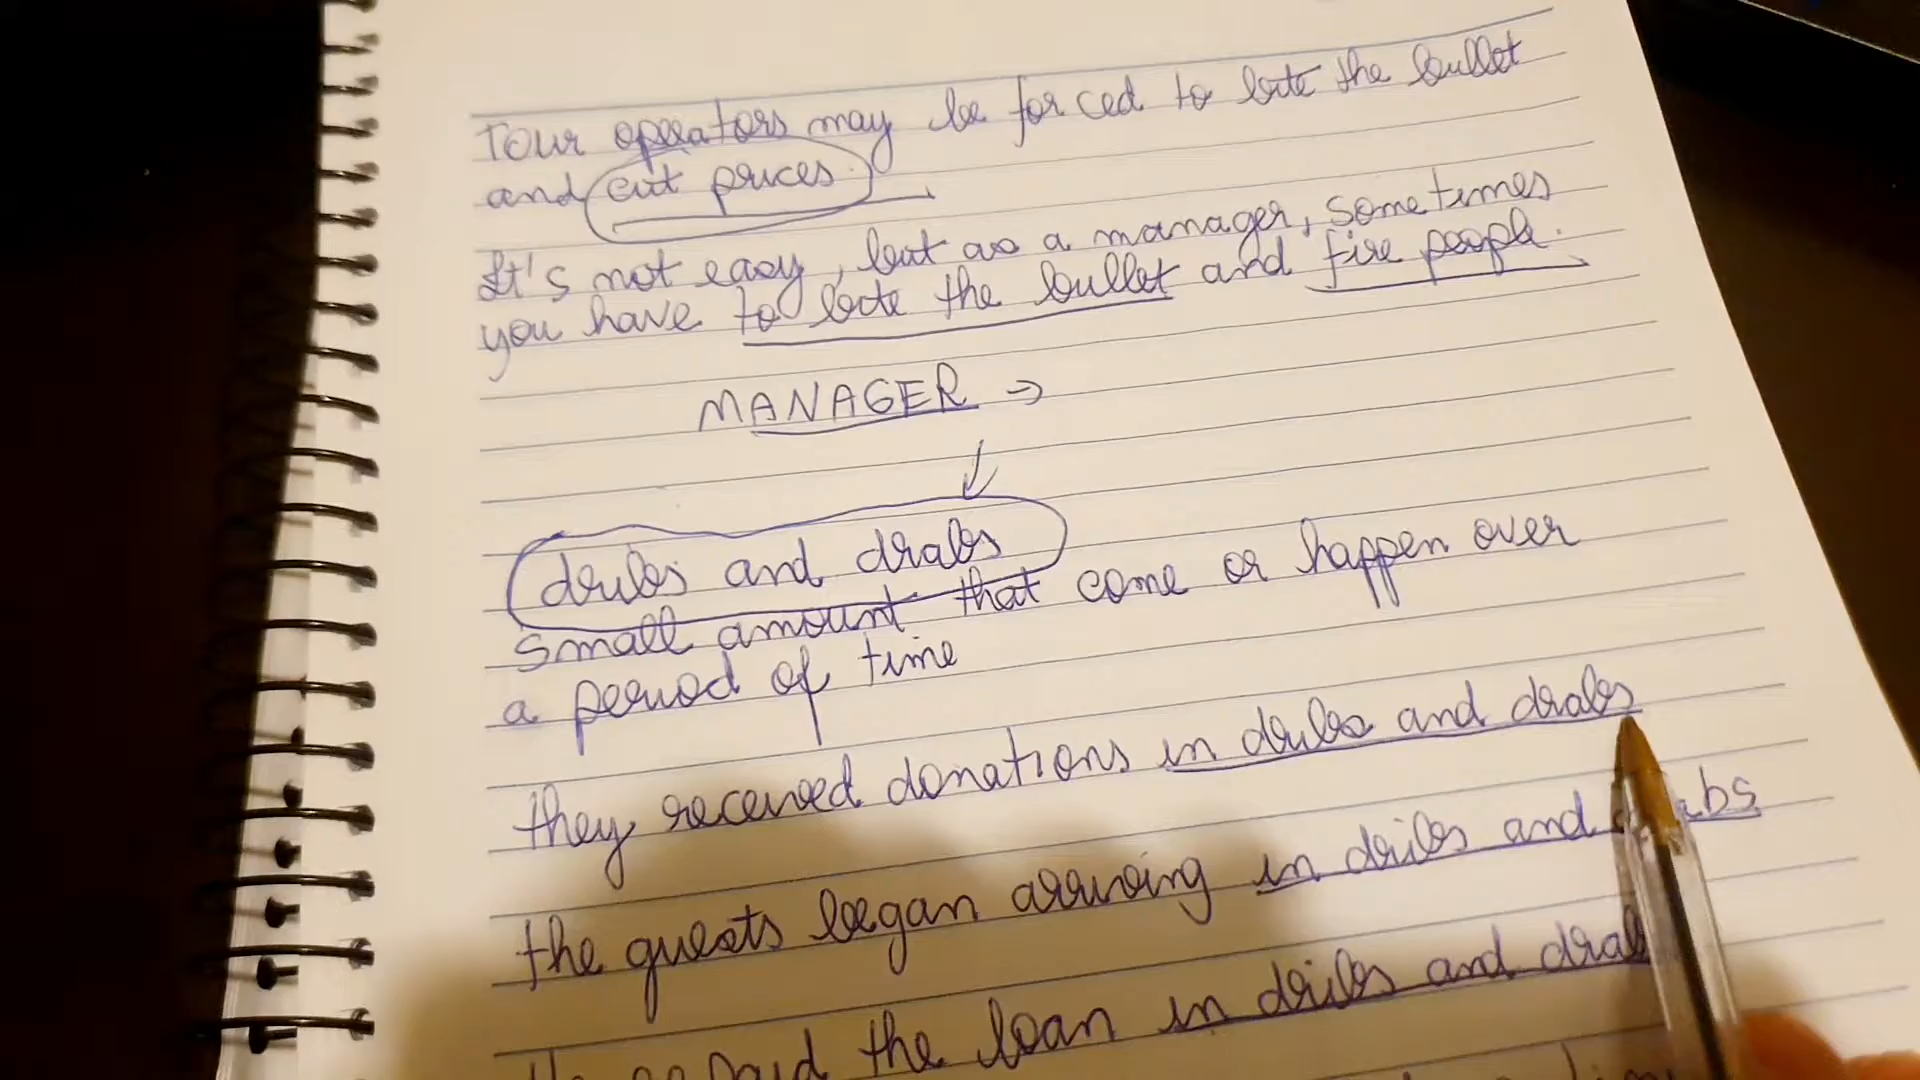 Tour operators may be forced to bite the bullet
and cut prices.
It's not easy, but as a manager, sometimes
you have to bite the bullet and fire people.
MANAGER →
dribs and drabs
small amount that come or happen over
a period of time
they received donations in dribs and drabs
the guests began arriving in dribs and drabs
the loan in dribs and drab